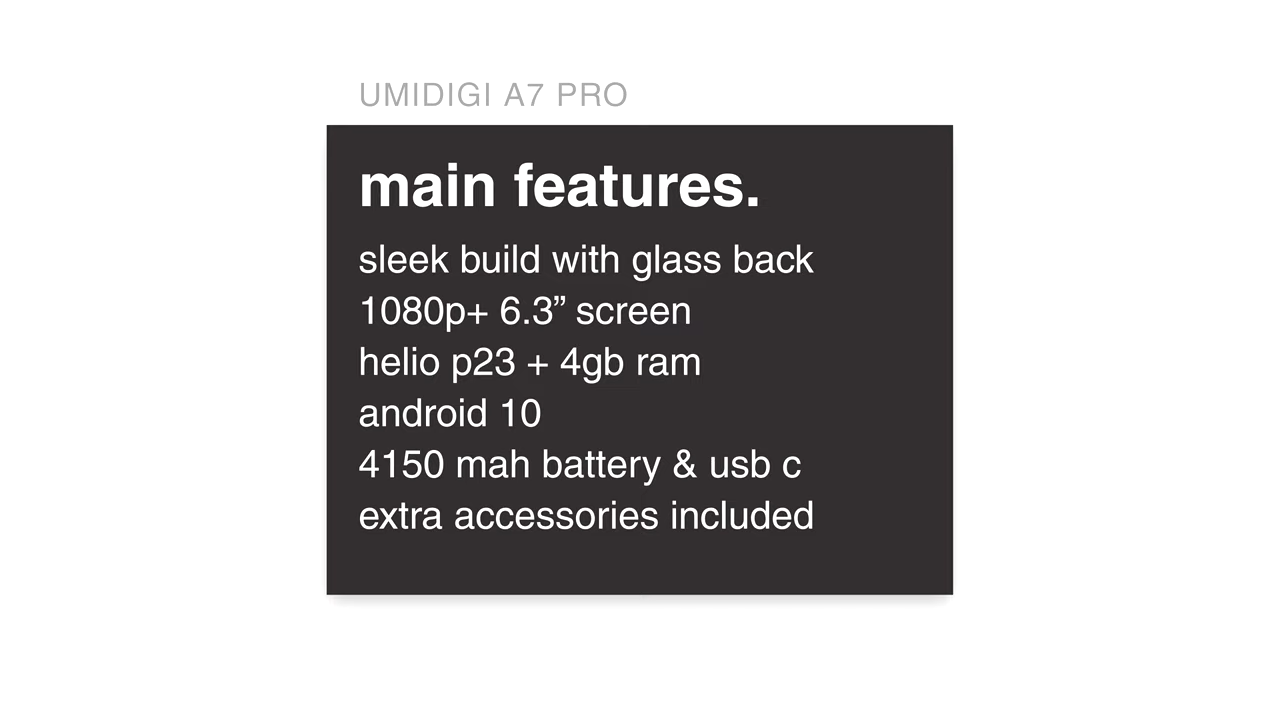 UMIDIGI A7 PRO
main features.
sleek build with glass back
1080p+ 6.3” screen
helio p23 + 4gb ram
android 10
4150 mah battery & usb c
extra accessories included